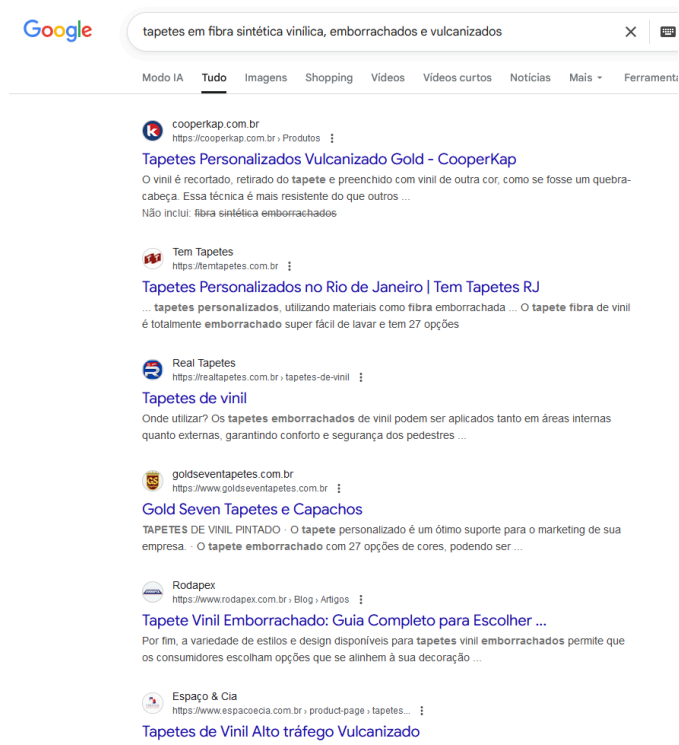 Google
tapetes em fibra sintética vinílica, emborrachados e vulcanizados
Modo IA Tudo Imagens Shopping Vídeos Vídeos curtos Notícias Mais Ferramenta
cooperkap.com.br
https://cooperkap.com.br › Produtos
Tapetes Personalizados Vulcanizado Gold - CooperKap
O vinil é recortado, retirado do tapete e preenchido com vinil de outra cor, como se fosse um quebra-
cabeça. Essa técnica é mais resistente do que outros ...
Não inclui: fibra sintética emborrachados
Tem Tapetes
https://temtapetes.com.br
Tapetes Personalizados no Rio de Janeiro | Tem Tapetes RJ
... tapetes personalizados, utilizando materiais como fibra emborrachada ... O tapete fibra de vinil
é totalmente emborrachado super fácil de lavar e tem 27 opções
Real Tapetes
https://realtapetes.com.br › tapetes-de-vinil
Tapetes de vinil
Onde utilizar? Os tapetes emborrachados de vinil podem ser aplicados tanto em áreas internas
quanto externas, garantindo conforto e segurança dos pedestres ...
goldseventapetes.com.br
https://www.goldseventapetes.com.br
Gold Seven Tapetes e Capachos
TAPETES DE VINIL PINTADO · O tapete personalizado é um ótimo suporte para o marketing de sua
empresa. · O tapete emborrachado com 27 opções de cores, podendo ser ...
Rodapex
https://www.rodapex.com.br › Blog › Artigos
Tapete Vinil Emborrachado: Guia Completo para Escolher ...
Por fim, a variedade de estilos e design disponíveis para tapetes vinil emborrachados permite que
os consumidores escolham opções que se alinhem à sua decoração ...
Espaço & Cia
https://www.espacoecia.com.br › product-page › tapetes...
Tapetes de Vinil Alto tráfego Vulcanizado